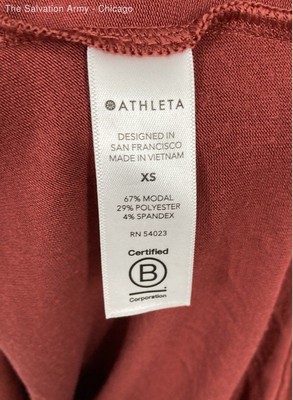 The Salvation Army - Chicago
ATHLETA
DESIGNED IN
SAN FRANCISCO
MADE IN VIETNAM
XS
67% MODAL
29% POLYESTER
4% SPANDEX
RN 54023
Certified
B
Corporation